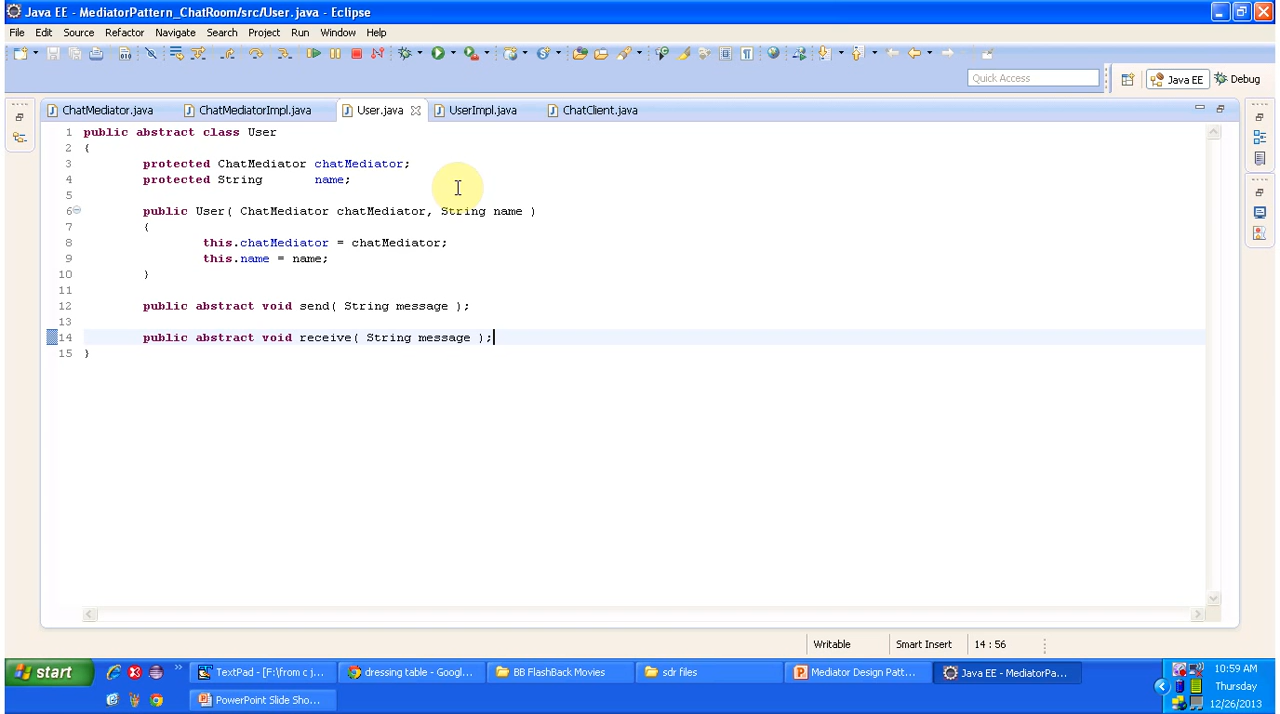 Java EE - MediatorPattern_ChatRoom/src/User.java - Eclipse
File Edit Source Refactor Navigate Search Project Run Window Help
Quick Access Java EE Debug
ChatMediator.java ChatMediatorImpl.java User.java UserImpl.java ChatClient.java
1 public abstract class User
2 {
3 protected ChatMediator chatMediator;
4 protected String name;
5
6 public User( ChatMediator chatMediator, String name )
7 {
8 this.chatMediator = chatMediator;
9 this.name = name;
10 }
11
12 public abstract void send( String message );
13
14 public abstract void receive( String message );
15 }
Writable Smart Insert 14 : 56
start TextPad - [F:\from c j... dressing table - Googl... BB FlashBack Movies sdr files Mediator Design Patt... Java EE - MediatorPa... 10:59 AM
Thursday
PowerPoint Slide Sho... 12/26/2013